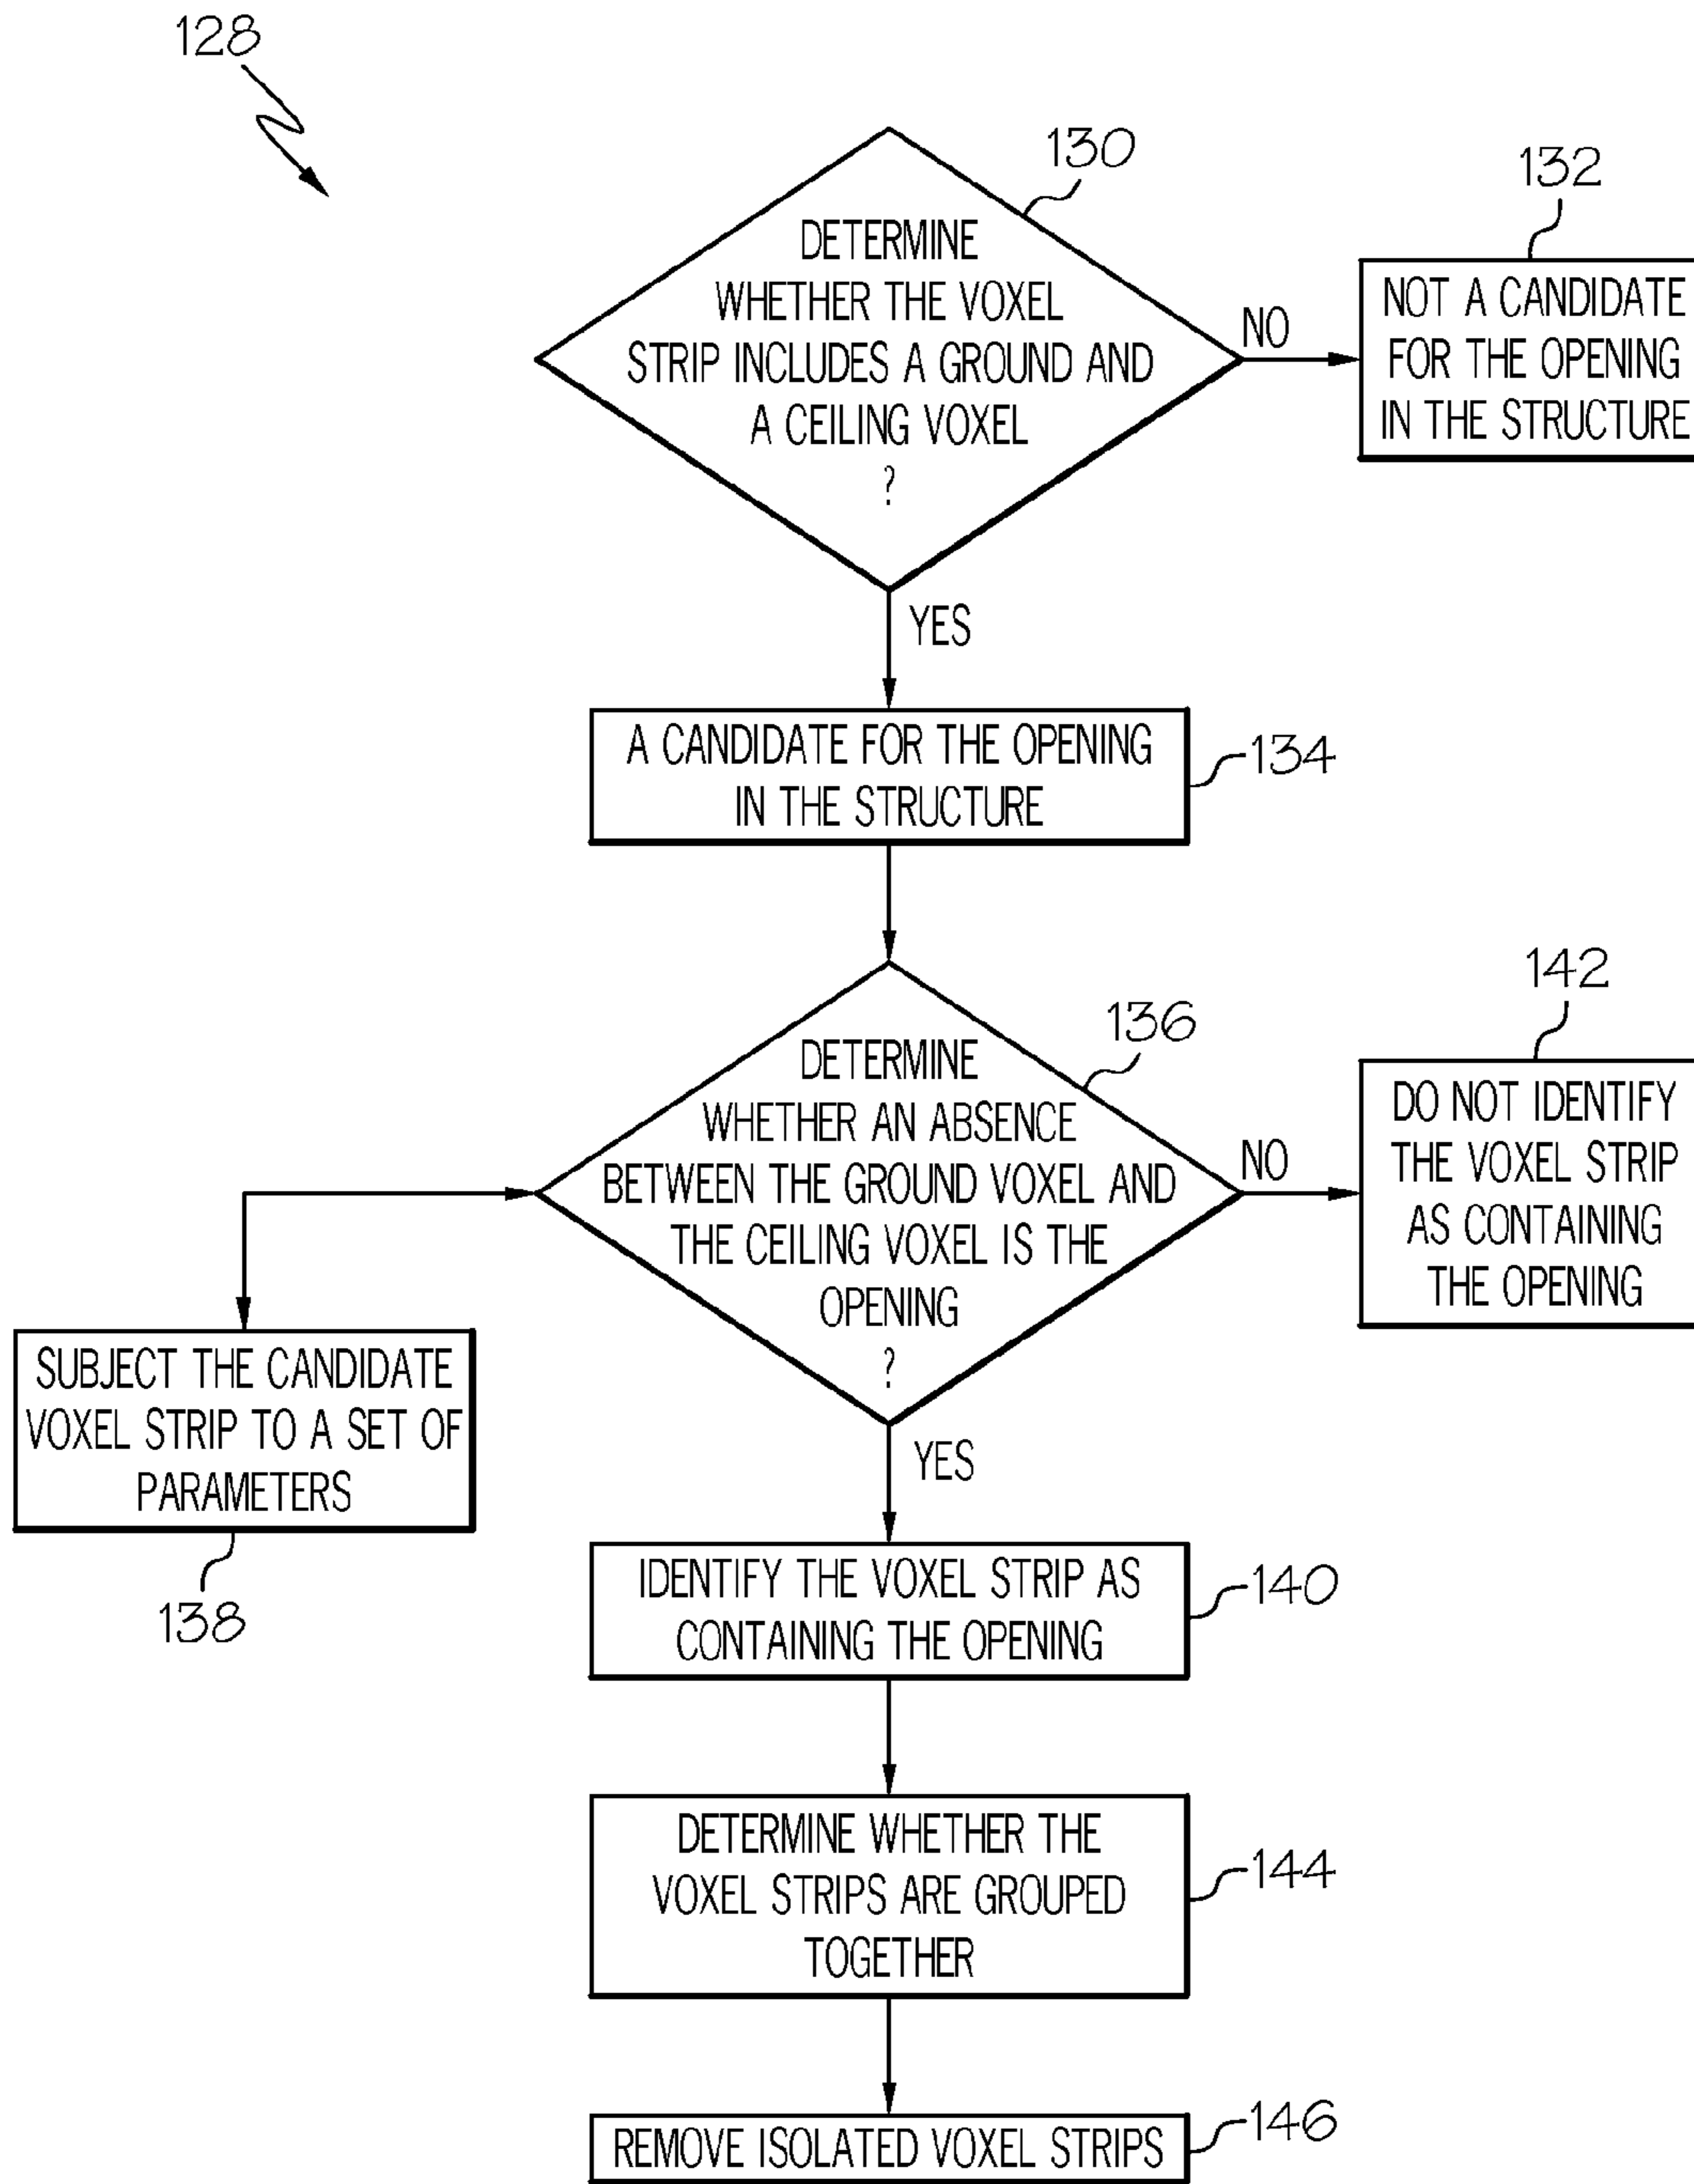 128
130
DETERMINE
WHETHER THE VOXEL
STRIP INCLUDES A GROUND AND
A CEILING VOXEL
?
NO
132
NOT A CANDIDATE
FOR THE OPENING
IN THE STRUCTURE
YES
A CANDIDATE FOR THE OPENING
IN THE STRUCTURE
134
136
DETERMINE
WHETHER AN ABSENCE
BETWEEN THE GROUND VOXEL AND
THE CEILING VOXEL IS THE
OPENING
?
NO
142
DO NOT IDENTIFY
THE VOXEL STRIP
AS CONTAINING
THE OPENING
SUBJECT THE CANDIDATE
VOXEL STRIP TO A SET OF
PARAMETERS
138
YES
IDENTIFY THE VOXEL STRIP AS
CONTAINING THE OPENING
140
DETERMINE WHETHER THE
VOXEL STRIPS ARE GROUPED
TOGETHER
144
REMOVE ISOLATED VOXEL STRIPS
146